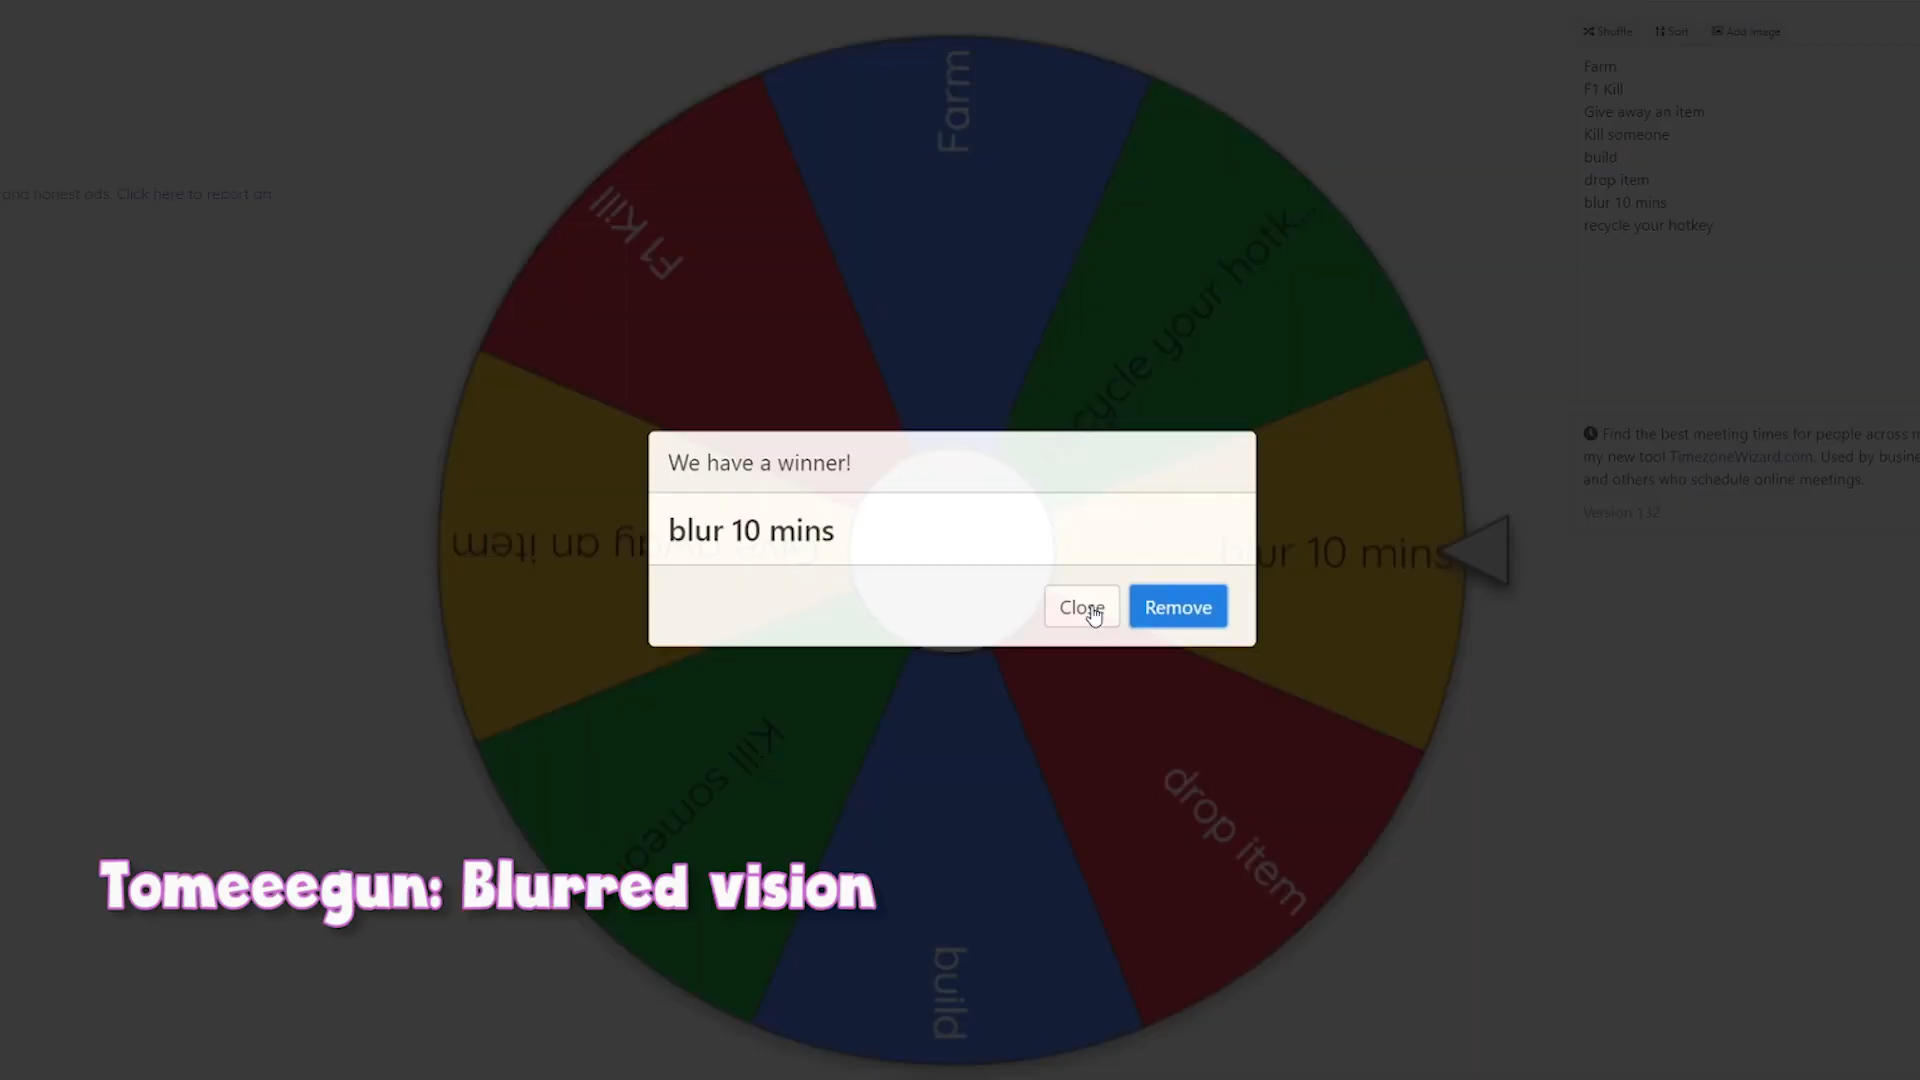 Shuffle Sort Add image
Farm
F1 Kill
Give away an item
Kill someone
build
drop item
blur 10 mins
recycle your hotkey
and honest ads. Click here to report an
Farm
F1 Kill
cycle your hotk...
We have a winner!
blur 10 mins
Close Remove
an item
ur 10 mins
Find the best meeting times for people across
my new tool TimezoneWizard.com. Used by
and others who schedule online meetings.
Version 132
Kill someo
drop item
build
Tomeeegun: Blurred vision